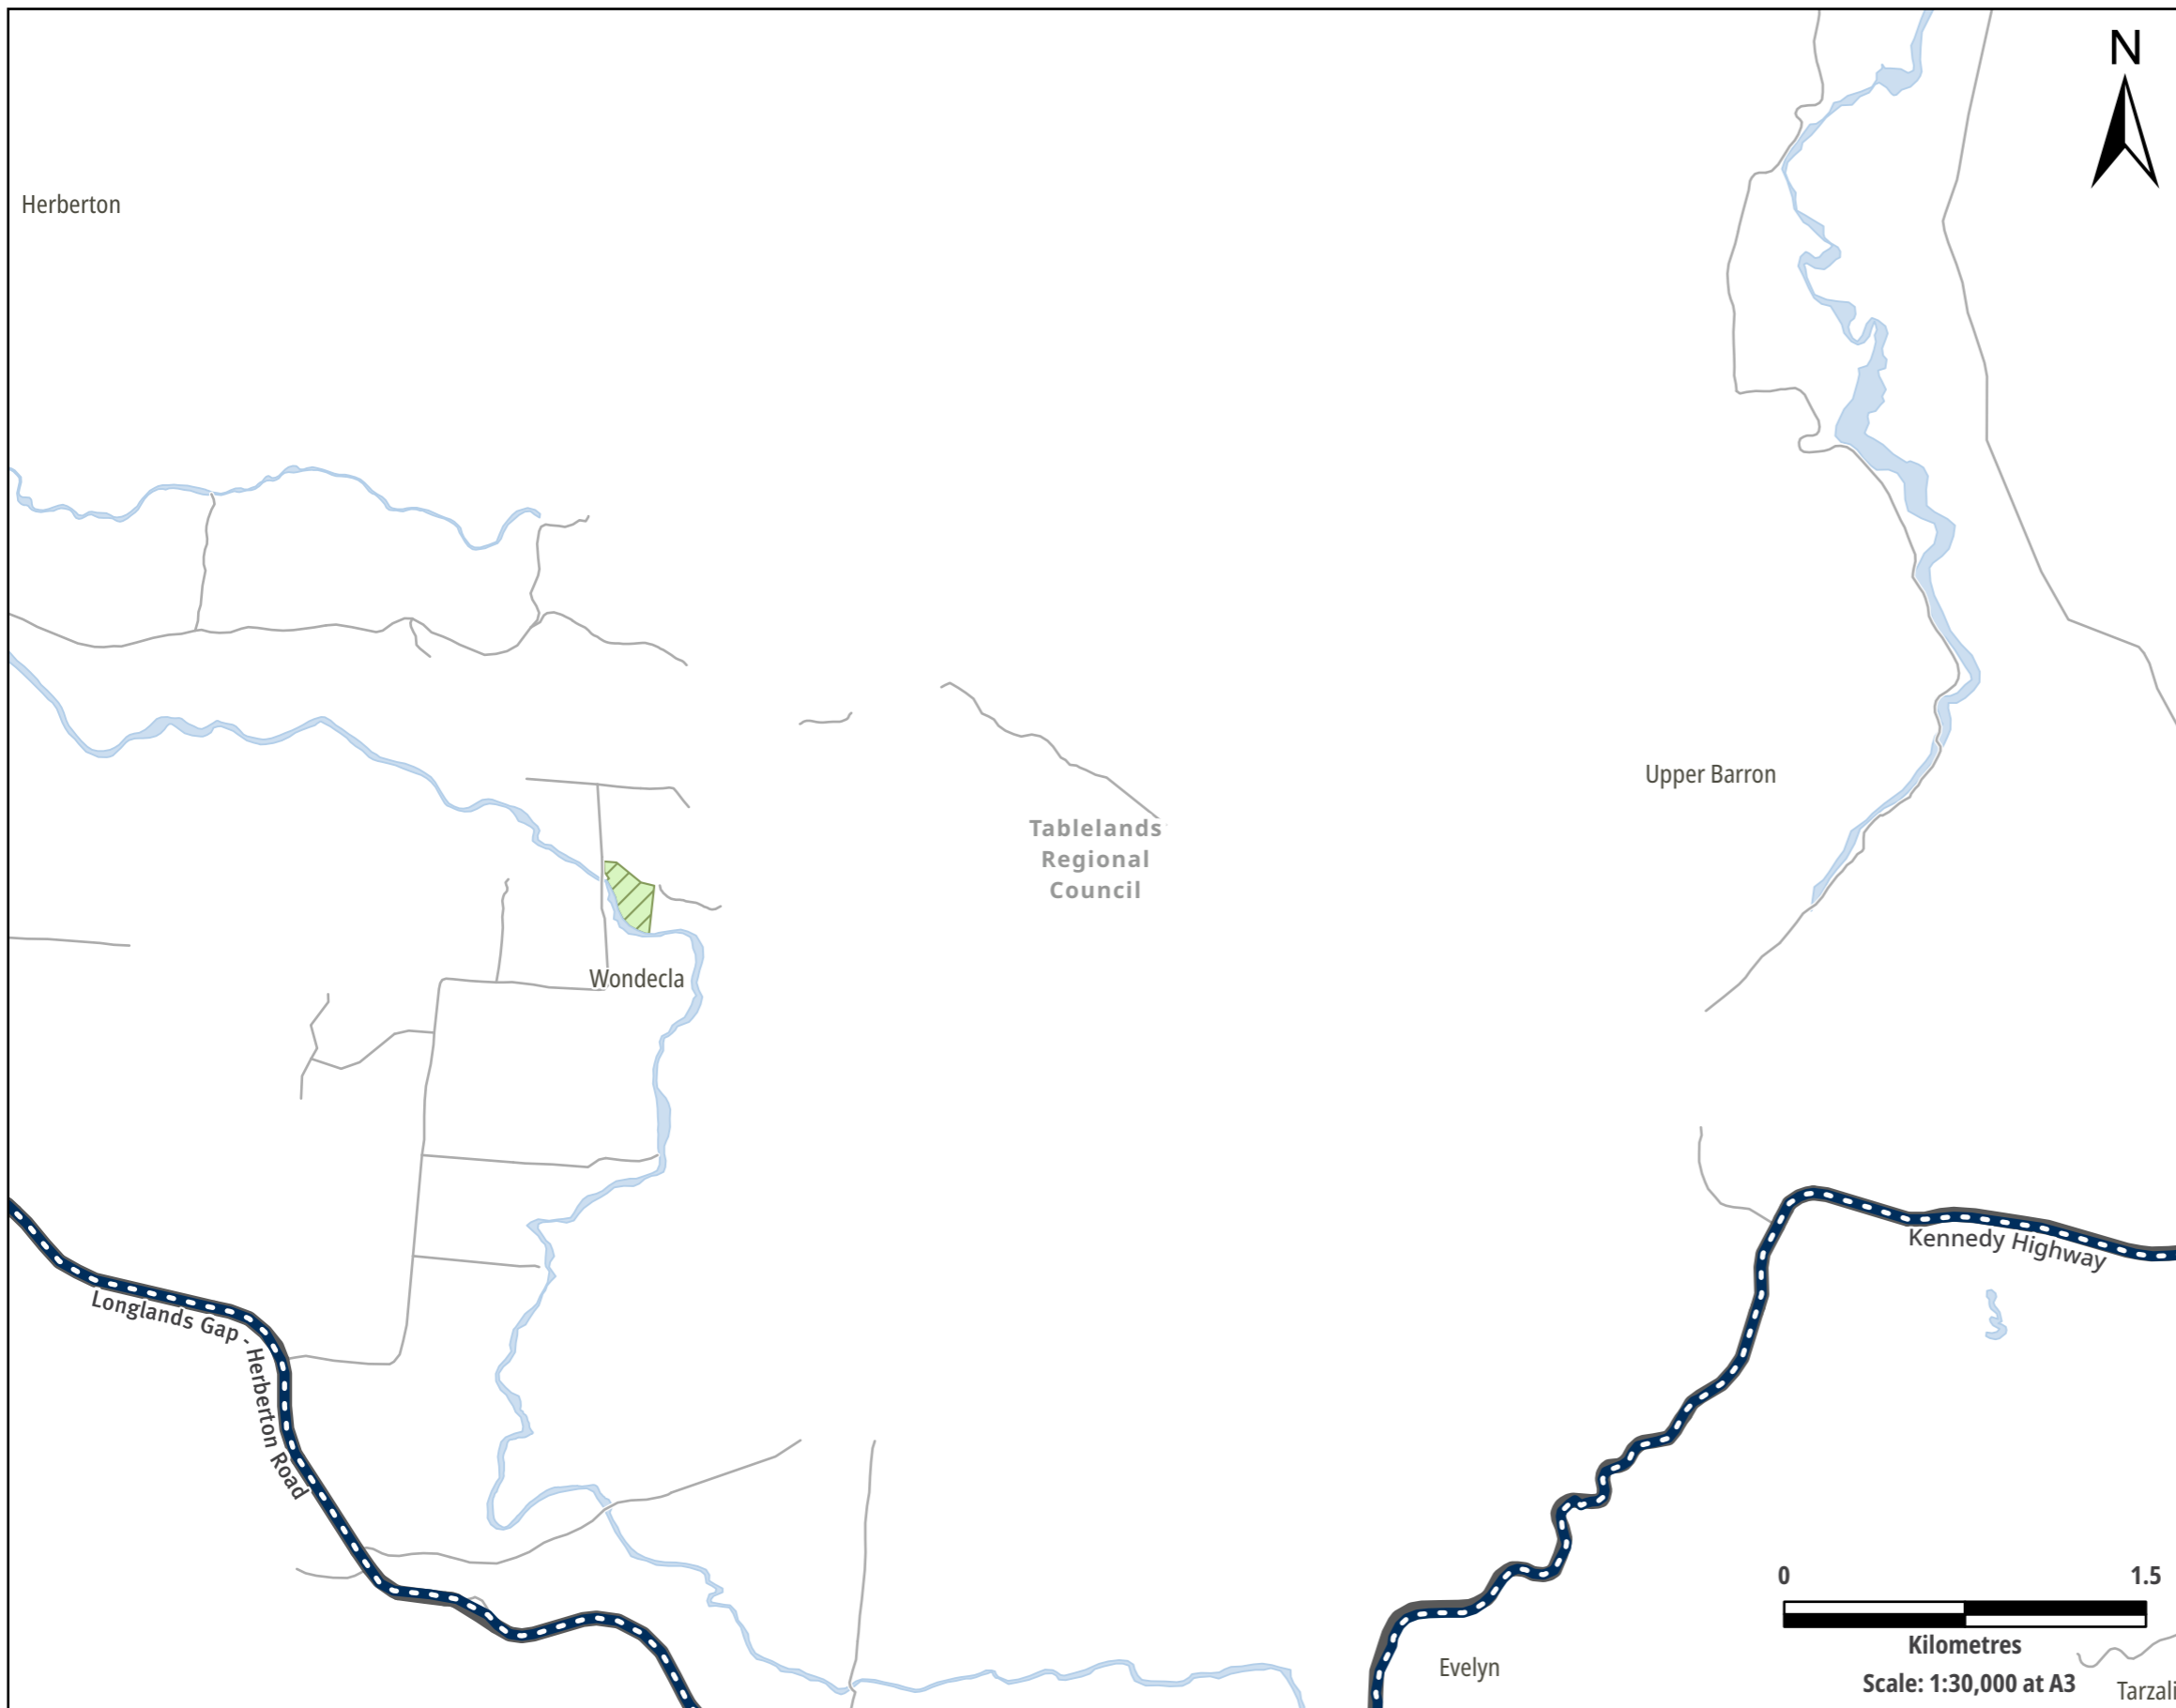 N
Herberton
Upper Barron
Tablelands
Regional
Council
Wondecla
Kennedy Highway
Longlands Gap - Herberton Road
0 1.5
Kilometres
Scale: 1:30,000 at A3
Evelyn
Tarzali